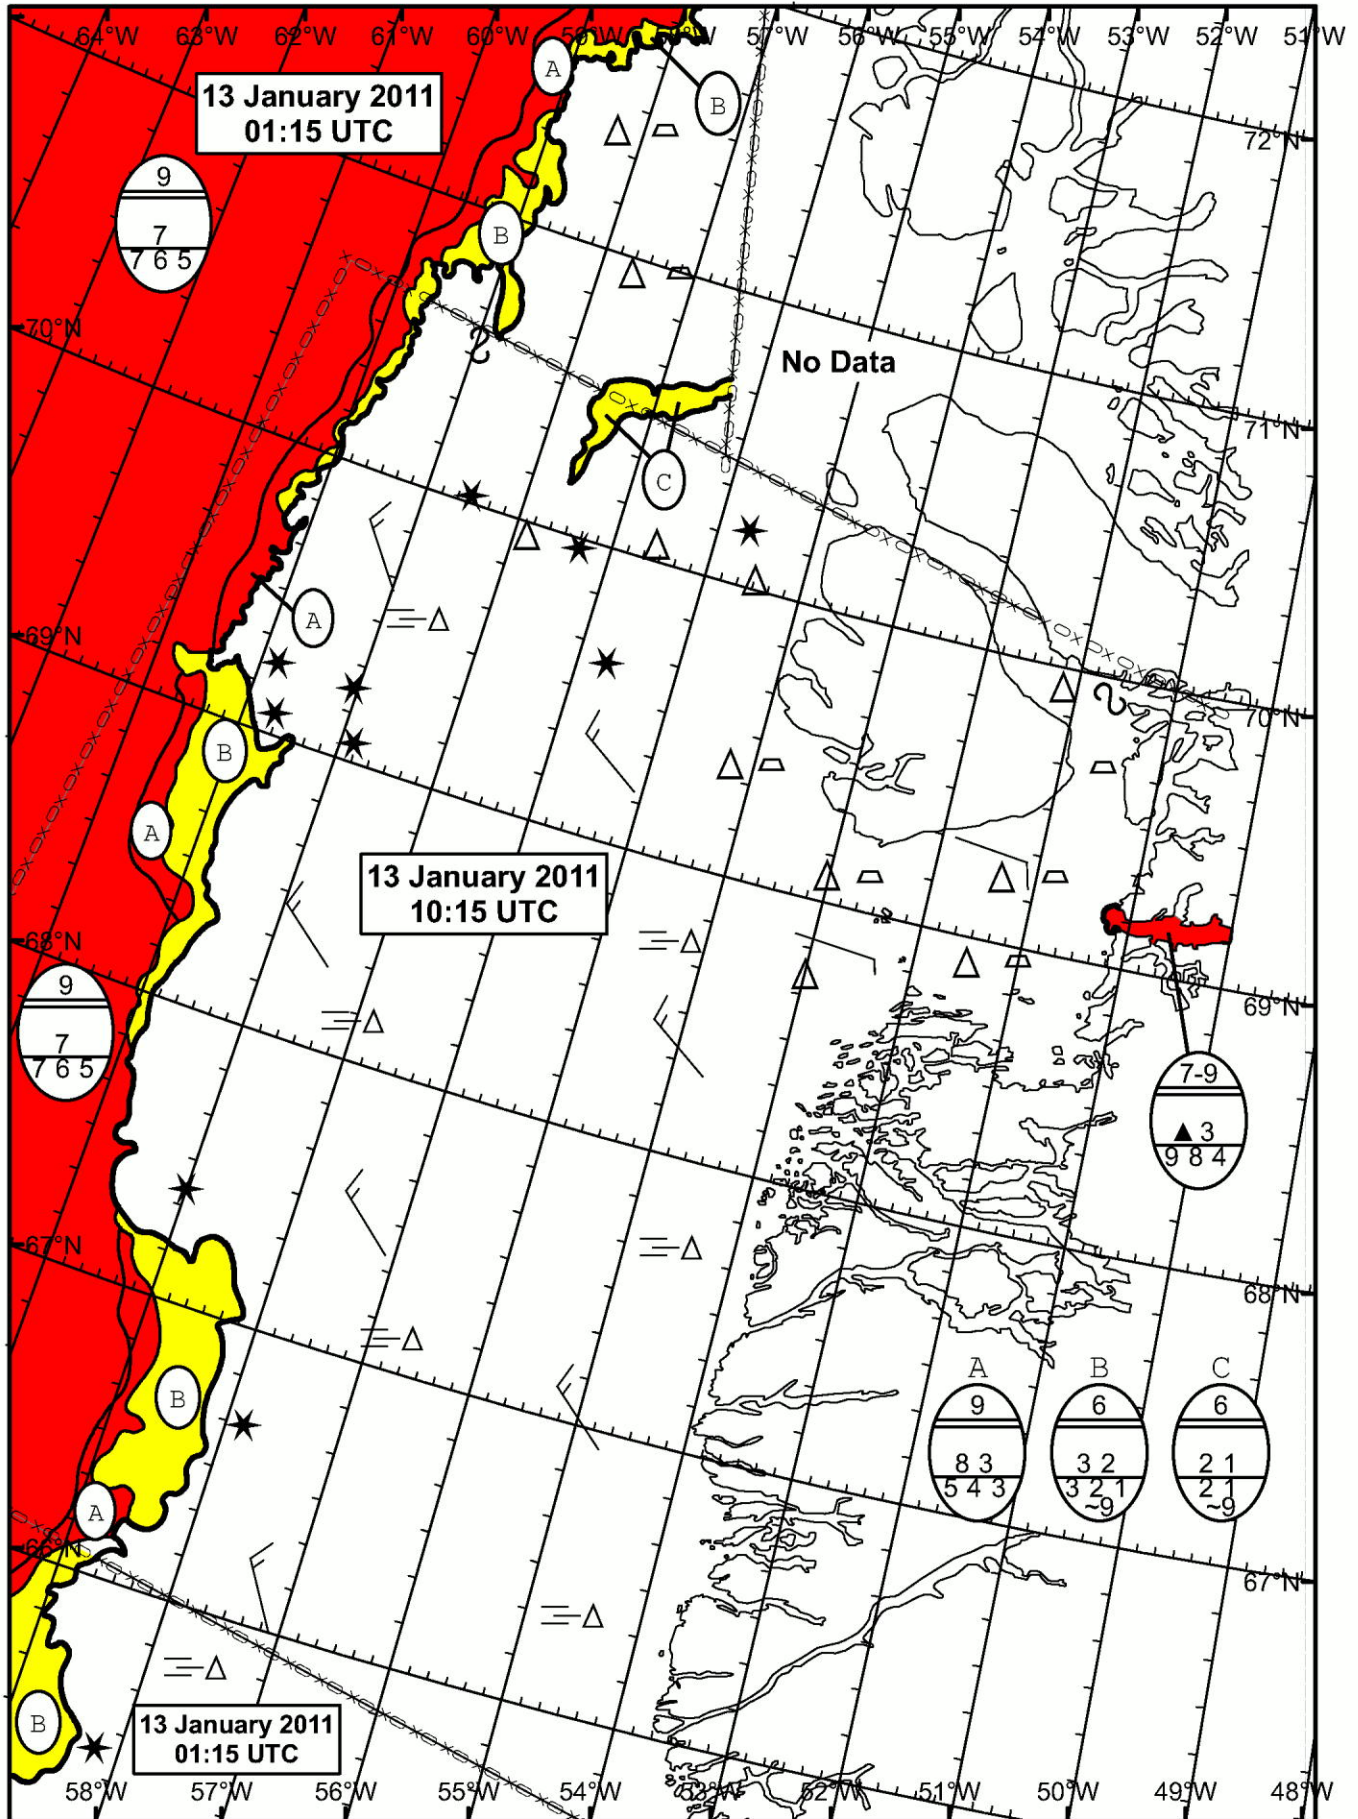 64°W 63°W 62°W 61°W 60°W 59°W 57°W 56°W 55°W 54°W 53°W 52°W 51°W
A
B
13 January 2011
01:15 UTC
72°N
9
7
7 6 5
B
70°N
No Data
71°N
C
A
69°N
70°N
B
A
13 January 2011
10:15 UTC
68°N
9
7
7 6 5
69°N
7-9
▲ 3
9 8 4
67°N
68°N
B
A B C
9 6 6
8 3 3 2 2 1
5 4 3 3 2 1 2 1
~9 ~9
A
66°N
67°N
B
13 January 2011
01:15 UTC
58°W 57°W 56°W 55°W 54°W 53°W 52°W 51°W 50°W 49°W 48°W